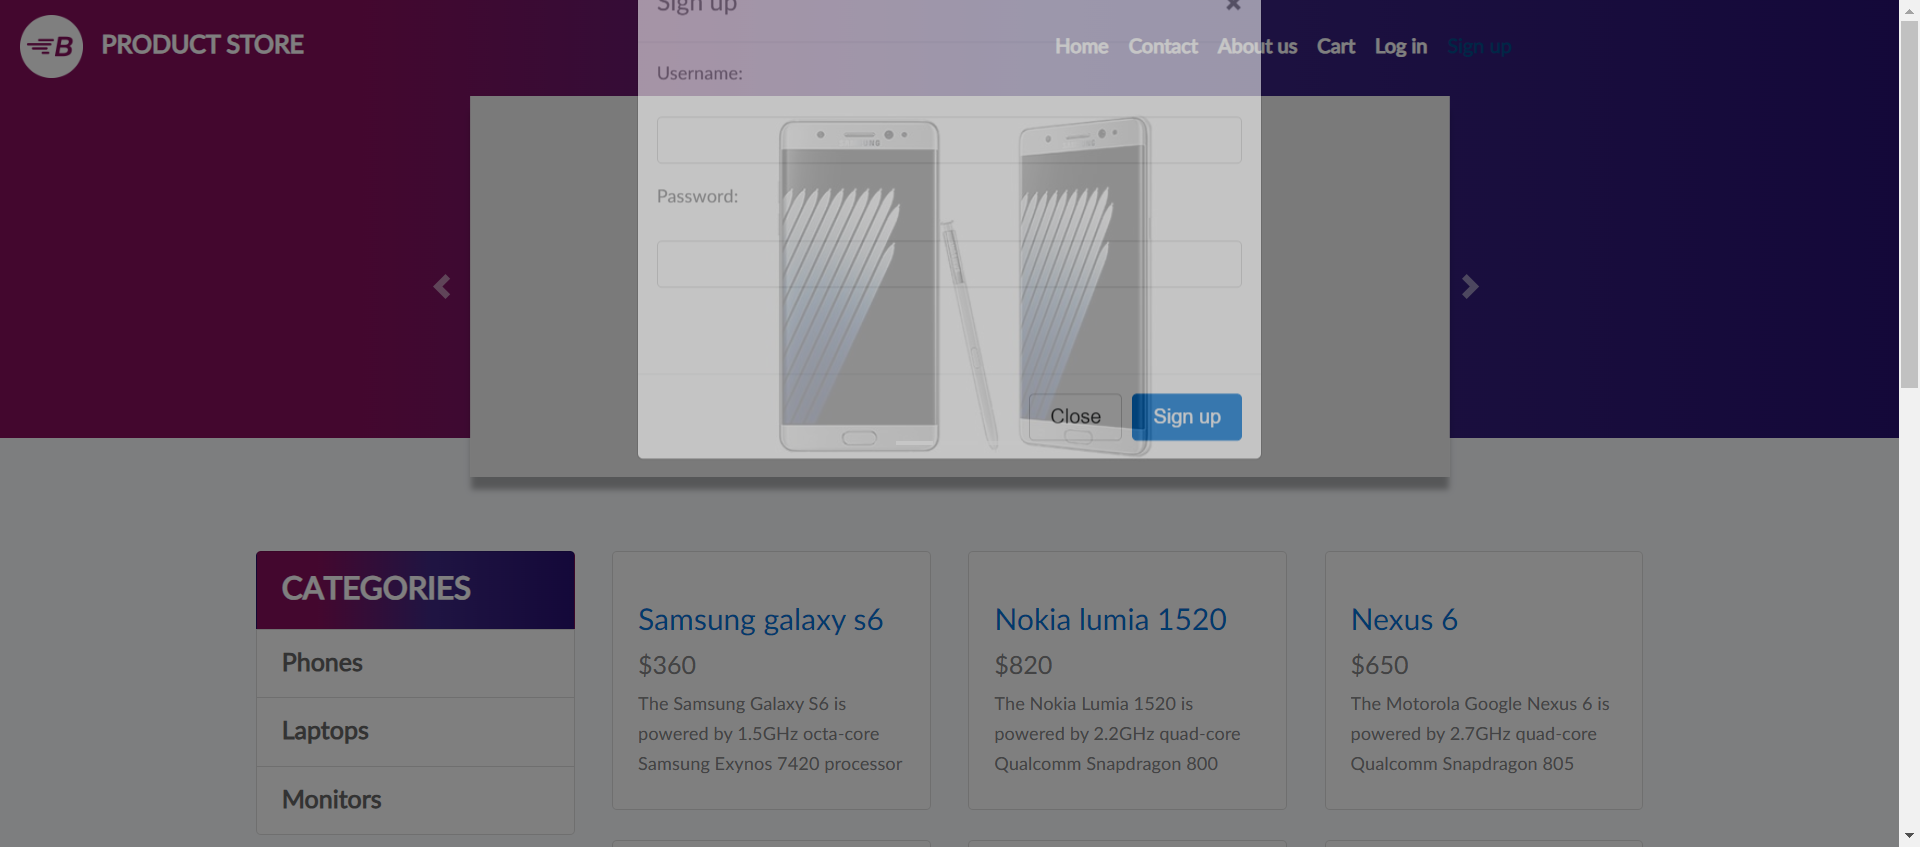 B PRODUCT STORE
Home Contact About us Cart Log in Sign up
Sign up ×
Username:
Password:
Close Sign up
CATEGORIES
Phones
Laptops
Monitors
Samsung galaxy s6
$360
The Samsung Galaxy S6 is
powered by 1.5GHz octa-core
Samsung Exynos 7420 processor
Nokia lumia 1520
$820
The Nokia Lumia 1520 is
powered by 2.2GHz quad-core
Qualcomm Snapdragon 800
Nexus 6
$650
The Motorola Google Nexus 6 is
powered by 2.7GHz quad-core
Qualcomm Snapdragon 805